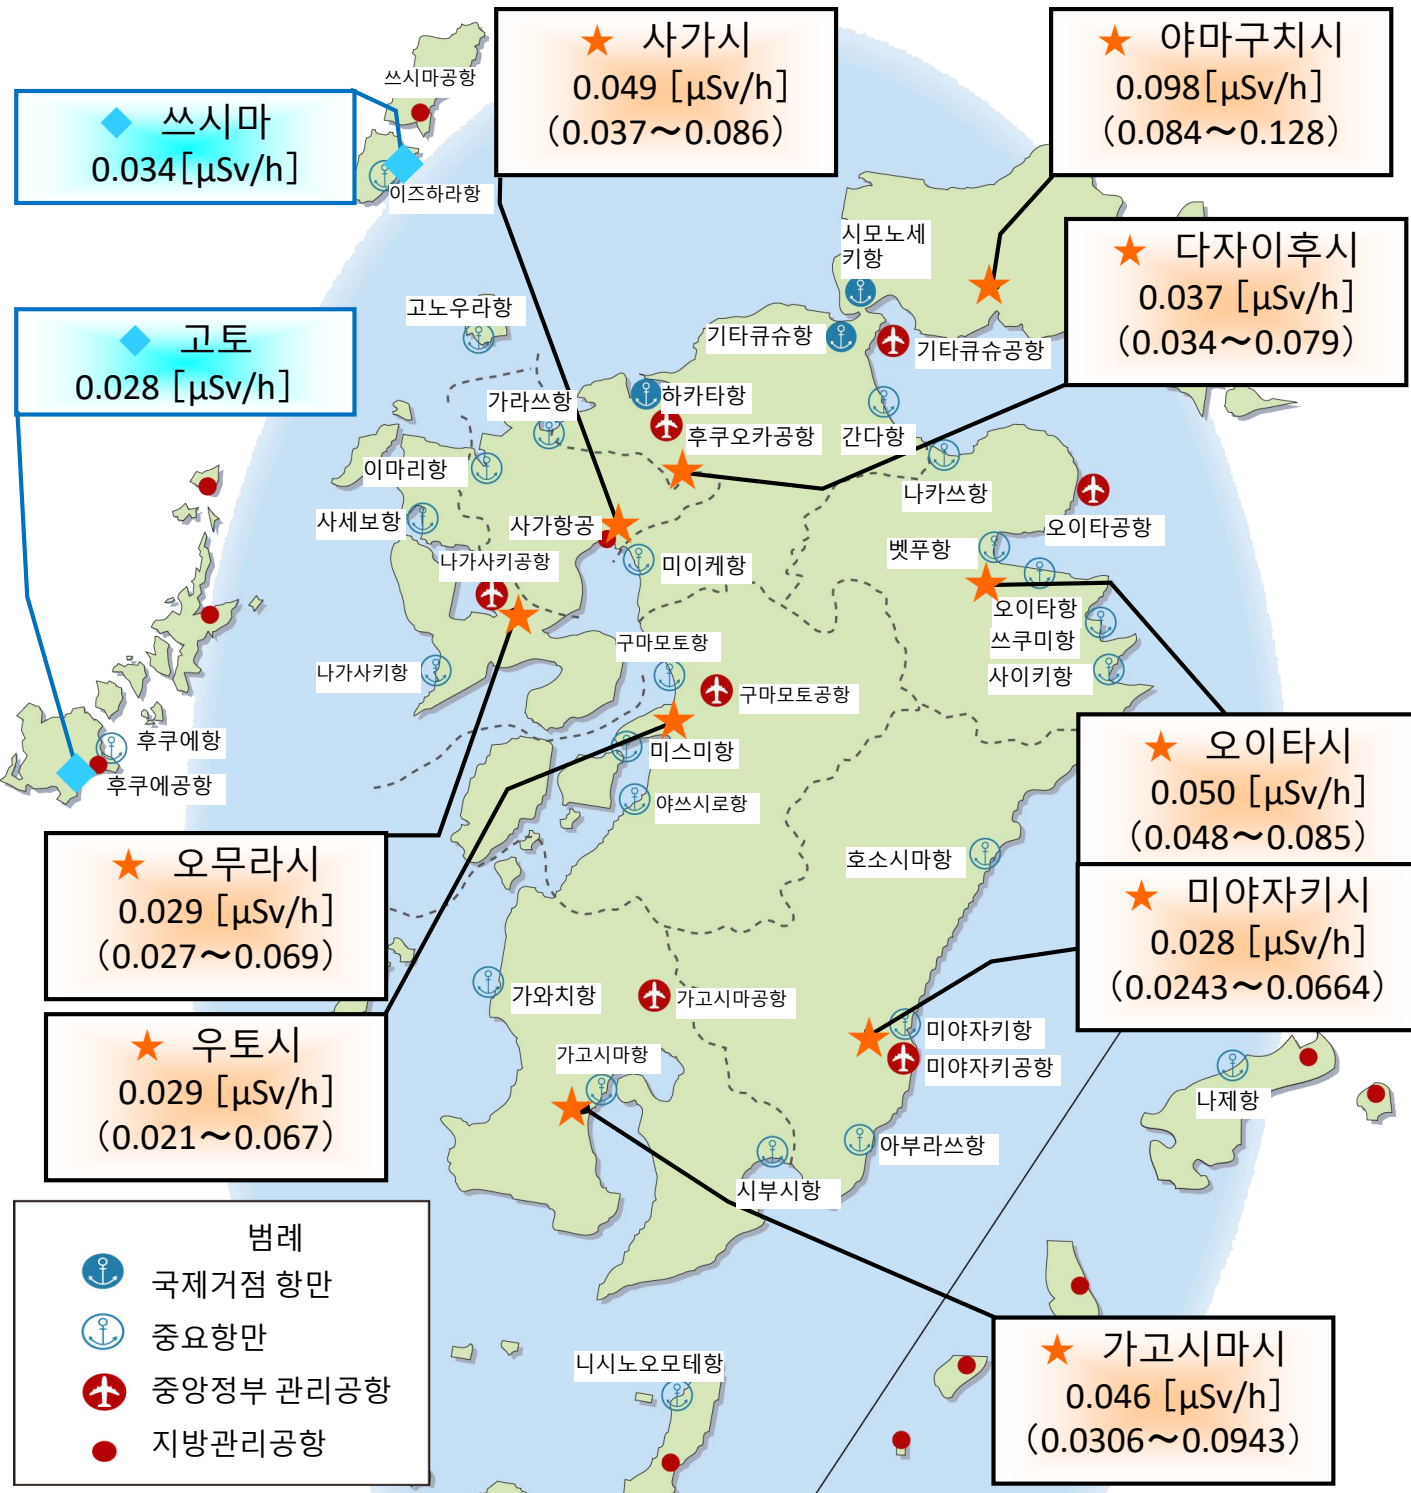 ★ 사가시
0.049 [μSv/h]
(0.037～0.086)
★ 야마구치시
0.098[μSv/h]
(0.084～0.128)
쓰시마공항
◆ 쓰시마
0.034[μSv/h]
이즈하라항
시모노세
키항
★ 다자이후시
0.037 [μSv/h]
(0.034～0.079)
고노우라항
◆ 고토
0.028 [μSv/h]
기타큐슈항
기타큐슈공항
가라쓰항
하카타항
후쿠오카공항
간다항
이마리항
나카쓰항
사세보항
사가항공
오이타공항
나가사키공항
미이케항
벳푸항
오이타항
쓰쿠미항
사이키항
구마모토항
나가사키항
구마모토공항
후쿠에항
후쿠에공항
미스미항
야쓰시로항
★ 오이타시
0.050 [μSv/h]
(0.048～0.085)
★ 오무라시
0.029 [μSv/h]
(0.027～0.069)
호소시마항
★ 미야자키시
0.028 [μSv/h]
(0.0243～0.0664)
가와치항
가고시마공항
★ 우토시
0.029 [μSv/h]
(0.021～0.067)
가고시마항
미야자키항
미야자키공항
나제항
아부라쓰항
시부시항
범례
국제거점 항만
중요항만
중앙정부 관리공항
지방관리공항
니시노오모테항
★ 가고시마시
0.046 [μSv/h]
(0.0306～0.0943)